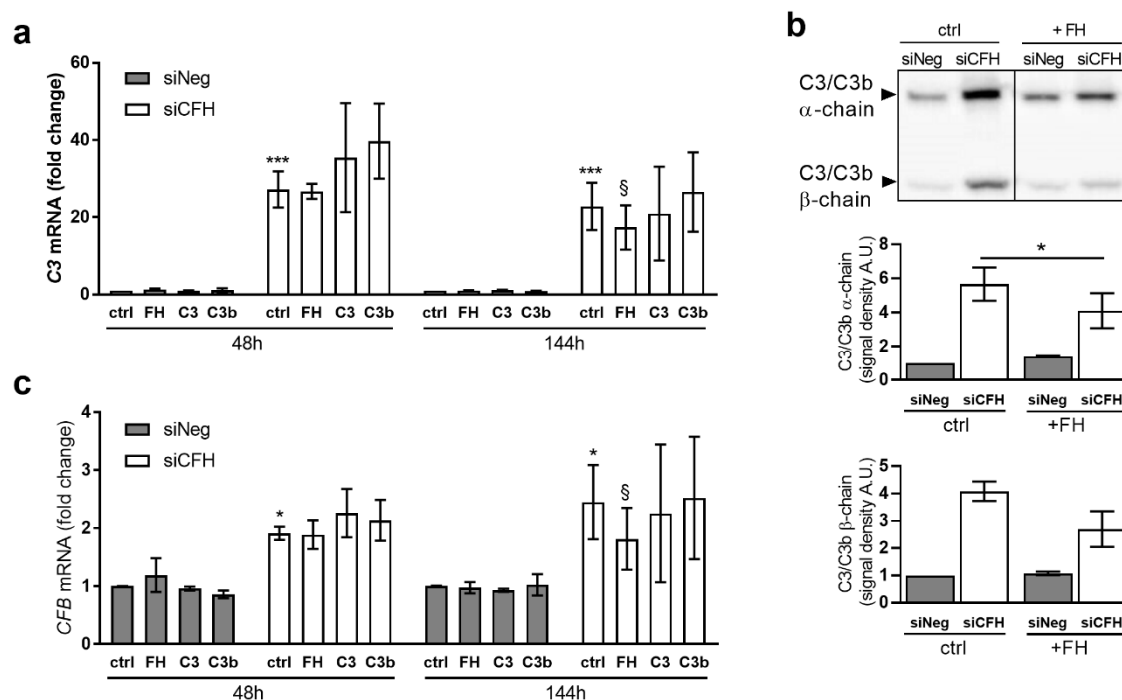 a
siNeg
siCFH
C3 mRNA (fold change)
60
40
20
0
***
***
§
ctrl FH C3 C3b ctrl FH C3 C3b ctrl FH C3 C3b ctrl FH C3 C3b
48h 144h
b
ctrl + FH
siNeg siCFH siNeg siCFH
C3/C3b
α-chain
C3/C3b
β-chain
C3/C3b α-chain
(signal density A.U.)
8
6
4
2
0
*
siNeg siCFH siNeg siCFH
ctrl +FH
C3/C3b β-chain
(signal density A.U.)
5
4
3
2
1
0
siNeg siCFH siNeg siCFH
ctrl +FH
c
siNeg
siCFH
CFB mRNA (fold change)
4
3
2
1
0
*
*
§
ctrl FH C3 C3b ctrl FH C3 C3b ctrl FH C3 C3b ctrl FH C3 C3b
48h 144h